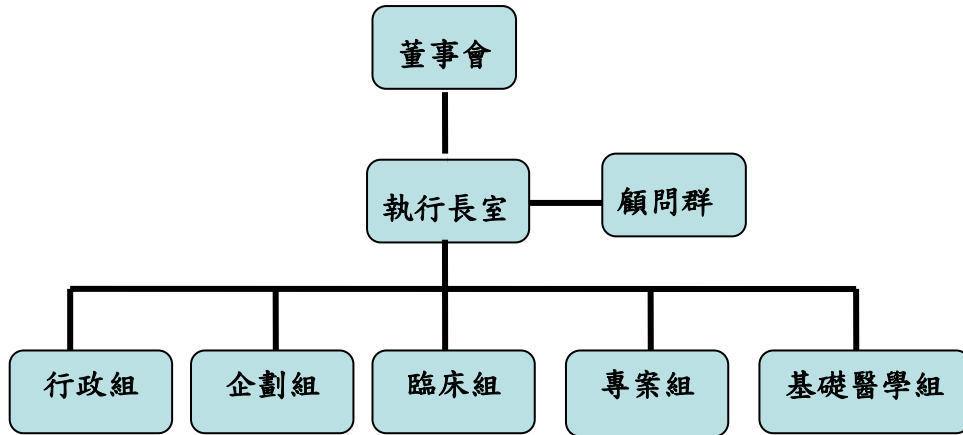 董事會
執行長室
顧問群
行政組
企劃組
臨床組
專案組
基礎醫學組